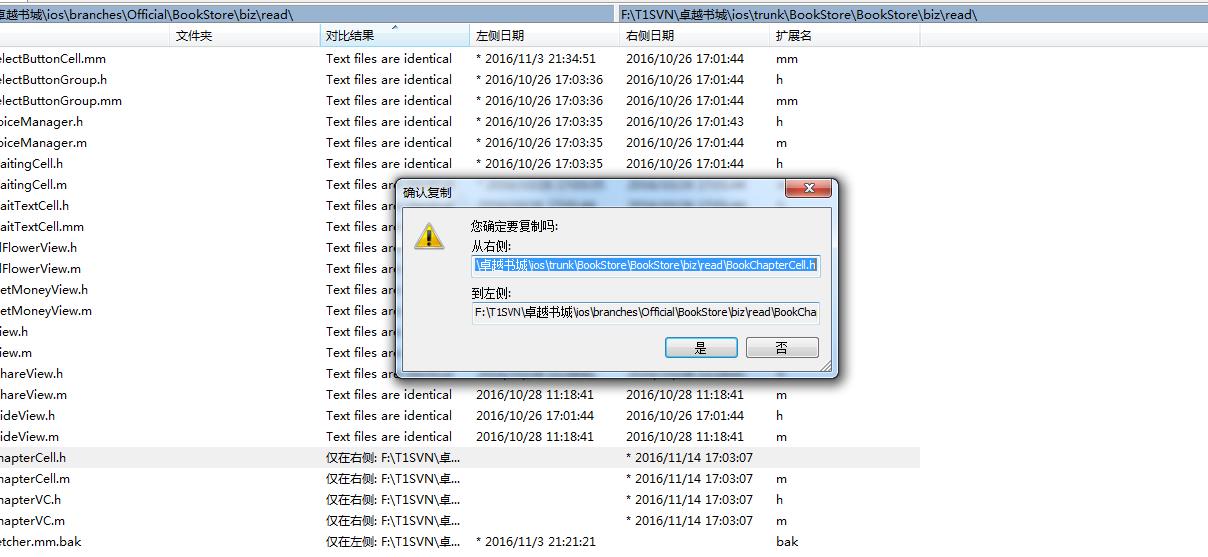 卓越书城\ios\branches\Official\BookStore\biz\read\ F:\T1SVN\卓越书城\ios\trunk\BookStore\BookStore\biz\read\
文件夹 对比结果 左侧日期 右侧日期 扩展名
electButtonCell.mm Text files are identical * 2016/11/3 21:34:51 2016/10/26 17:01:44 mm
electButtonGroup.h Text files are identical * 2016/10/26 17:03:36 2016/10/26 17:01:44 h
electButtonGroup.mm Text files are identical * 2016/10/26 17:03:36 2016/10/26 17:01:44 mm
oiceManager.h Text files are identical * 2016/10/26 17:03:35 2016/10/26 17:01:43 h
oiceManager.m Text files are identical * 2016/10/26 17:03:35 2016/10/26 17:01:44 m
aitingCell.h Text files are identical * 2016/10/26 17:03:35 2016/10/26 17:01:44 h
aitingCell.m Text files are
aitTextCell.h Text files are
aitTextCell.mm Text files are
dFlowerView.h Text files are
dFlowerView.m Text files are
etMoneyView.h Text files are
etMoneyView.m Text files are
iew.h Text files are
iew.m Text files are
hareView.h Text files are identical
hareView.m Text files are identical 2016/10/28 11:18:41 2016/10/28 11:18:41 m
ideView.h Text files are identical 2016/10/26 17:01:44 2016/10/26 17:01:44 h
ideView.m Text files are identical 2016/10/28 11:18:41 2016/10/28 11:18:41 m
hapterCell.h 仅在右侧: F:\T1SVN\卓... * 2016/11/14 17:03:07
hapterCell.m 仅在右侧: F:\T1SVN\卓... * 2016/11/14 17:03:07 m
hapterVC.h 仅在右侧: F:\T1SVN\卓... * 2016/11/14 17:03:07 h
hapterVC.m 仅在右侧: F:\T1SVN\卓... * 2016/11/14 17:03:07 m
etcher.mm.bak 仅在左侧: F:\T1SVN\卓... * 2016/11/3 21:21:21 bak
确认复制
您确定要复制吗:
从右侧:
\卓越书城\ios\trunk\BookStore\BookStore\biz\read\BookChapterCell.h
到左侧:
F:\T1SVN\卓越书城\ios\branches\Official\BookStore\biz\read\BookCha
是 否